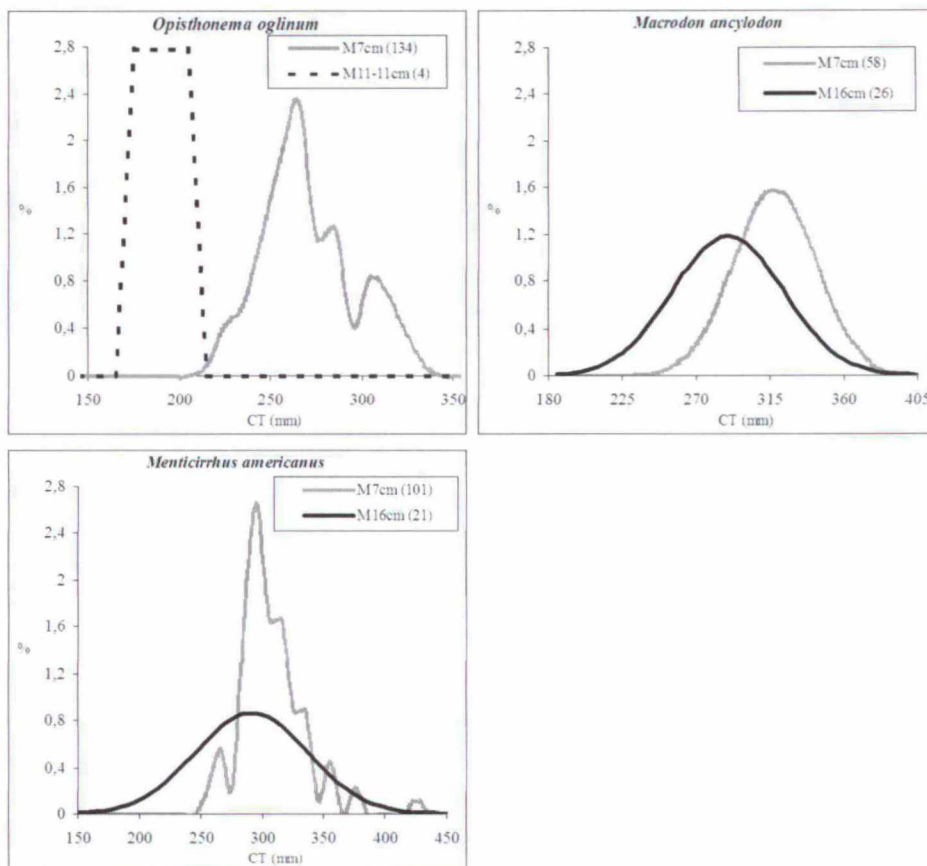 Opisthonema oglinum
M7cm (134)
M11-11cm (4)
2,8
2,4
2
1,6
1,2
0,8
0,4
0
%
150 200 250 300 350
CT (mm)
Macrodon ancylodon
M7cm (58)
M16cm (26)
2,8
2,4
2
1,6
1,2
0,8
0,4
0
%
180 225 270 315 360 405
CT (mm)
Menticirrhus americanus
M7cm (101)
M16cm (21)
2,8
2,4
2
1,6
1,2
0,8
0,4
0
%
150 200 250 300 350 400 450
CT (mm)